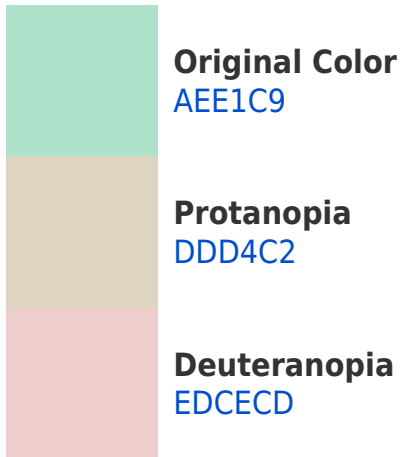 Original Color
AEE1C9
Protanopia
DDD4C2
Deuteranopia
EDCECD